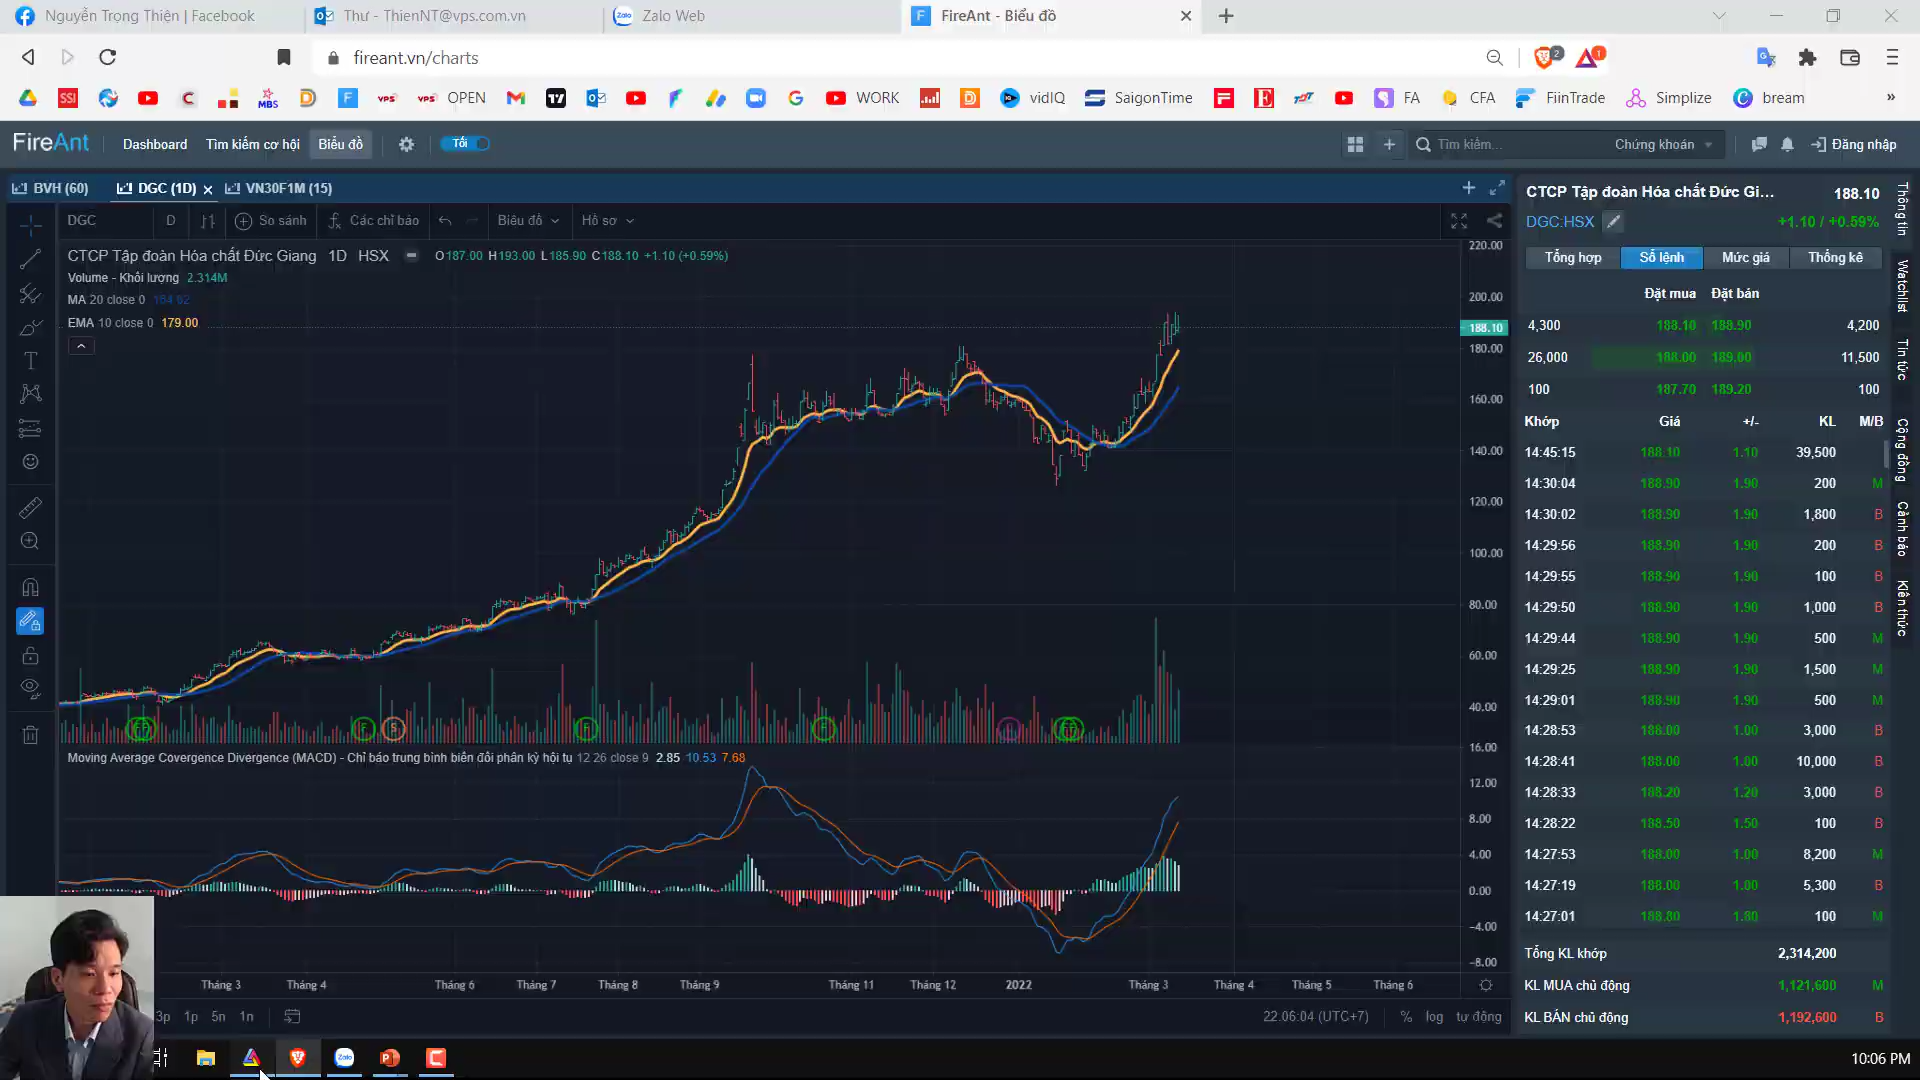 Nguyễn Trọng Thiện | Facebook
Thư - ThienNT@vps.com.vn
Zalo Web
FireAnt - Biểu đồ
fireant.vn/charts
2
1
SSI
MBS
VPS
VPS
OPEN
WORK
vidIQ
SaigonTime
FA
CFA
FiinTrade
Simplize
bream
»
FireAnt
Dashboard
Tìm kiếm cơ hội
Biểu đồ
Tối
Tìm kiếm...
Chứng khoán
Đăng nhập
BVH (60)
DGC (1D)
VN30F1M (15)
DGC
D
So sánh
Các chỉ báo
Biểu đồ
Hồ sơ
CTCP Tập đoàn Hóa chất Đức Giang 1D HSX O187.00 H193.00 L185.90 C188.10 +1.10 (+0.59%)
Volume - Khối lượng 2.314M
MA 20 close 0
EMA 10 close 0 179.00
220.00
200.00
188.10
180.00
160.00
140.00
120.00
100.00
80.00
60.00
40.00
16.00
12.00
8.00
4.00
0.00
-4.00
-8.00
Moving Average Covergence Divergence (MACD) - Chỉ báo trung bình biến đổi phân kỳ hội tụ 12 26 close 9 2.85 10.53 7.68
Tháng 3
Tháng 4
Tháng 6
Tháng 7
Tháng 8
Tháng 9
Tháng 11
Tháng 12
2022
Tháng 3
Tháng 4
Tháng 5
Tháng 6
3p
1p
5n
1n
22:06:04 (UTC+7)
%
log
tự động
CTCP Tập đoàn Hóa chất Đức Gi... 188.10
DGC:HSX +1.10 / +0.59%
Tổng hợp
Sổ lệnh
Mức giá
Thống kê
Đặt mua Đặt bán
4,300 188.10 188.90 4,200
26,000 188.00 189.00 11,500
100 187.70 189.20 100
Khớp Giá +/- KL M/B
14:45:15 188.10 1.10 39,500
14:30:04 188.90 1.90 200 M
14:30:02 188.90 1.90 1,800 B
14:29:56 188.90 1.90 200 B
14:29:55 188.90 1.90 100 B
14:29:50 188.90 1.90 1,000 B
14:29:44 188.90 1.90 500 M
14:29:25 188.90 1.90 1,500 M
14:29:01 188.90 1.90 500 M
14:28:53 188.00 1.00 3,000 B
14:28:41 188.00 1.00 10,000 B
14:28:33 188.20 1.20 3,000 B
14:28:22 188.50 1.50 100 B
14:27:53 188.00 1.00 8,200 M
14:27:19 188.00 1.00 5,300 B
14:27:01 188.80 1.80 100 M
Tổng KL khớp 2,314,200
KL MUA chủ động 1,121,600 M
KL BÁN chủ động 1,192,600 B
Thông tin
Watchlist
Tin tức
Cộng đồng
Cảnh báo
Kiến thức
Zalo
10:06 PM